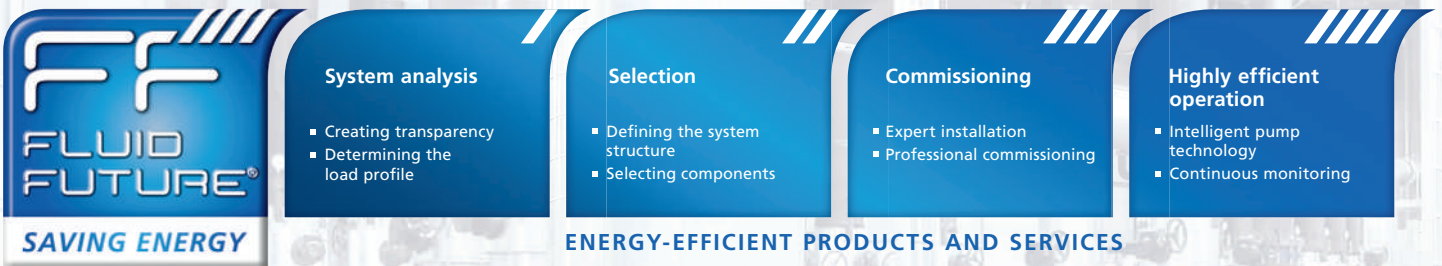 FF
FLUID
FUTURE®
SAVING ENERGY
System analysis
▪ Creating transparency
▪ Determining the
load profile
Selection
▪ Defining the system
structure
▪ Selecting components
Commissioning
▪ Expert installation
▪ Professional commissioning
Highly efficient
operation
▪ Intelligent pump
technology
▪ Continuous monitoring
ENERGY-EFFICIENT PRODUCTS AND SERVICES